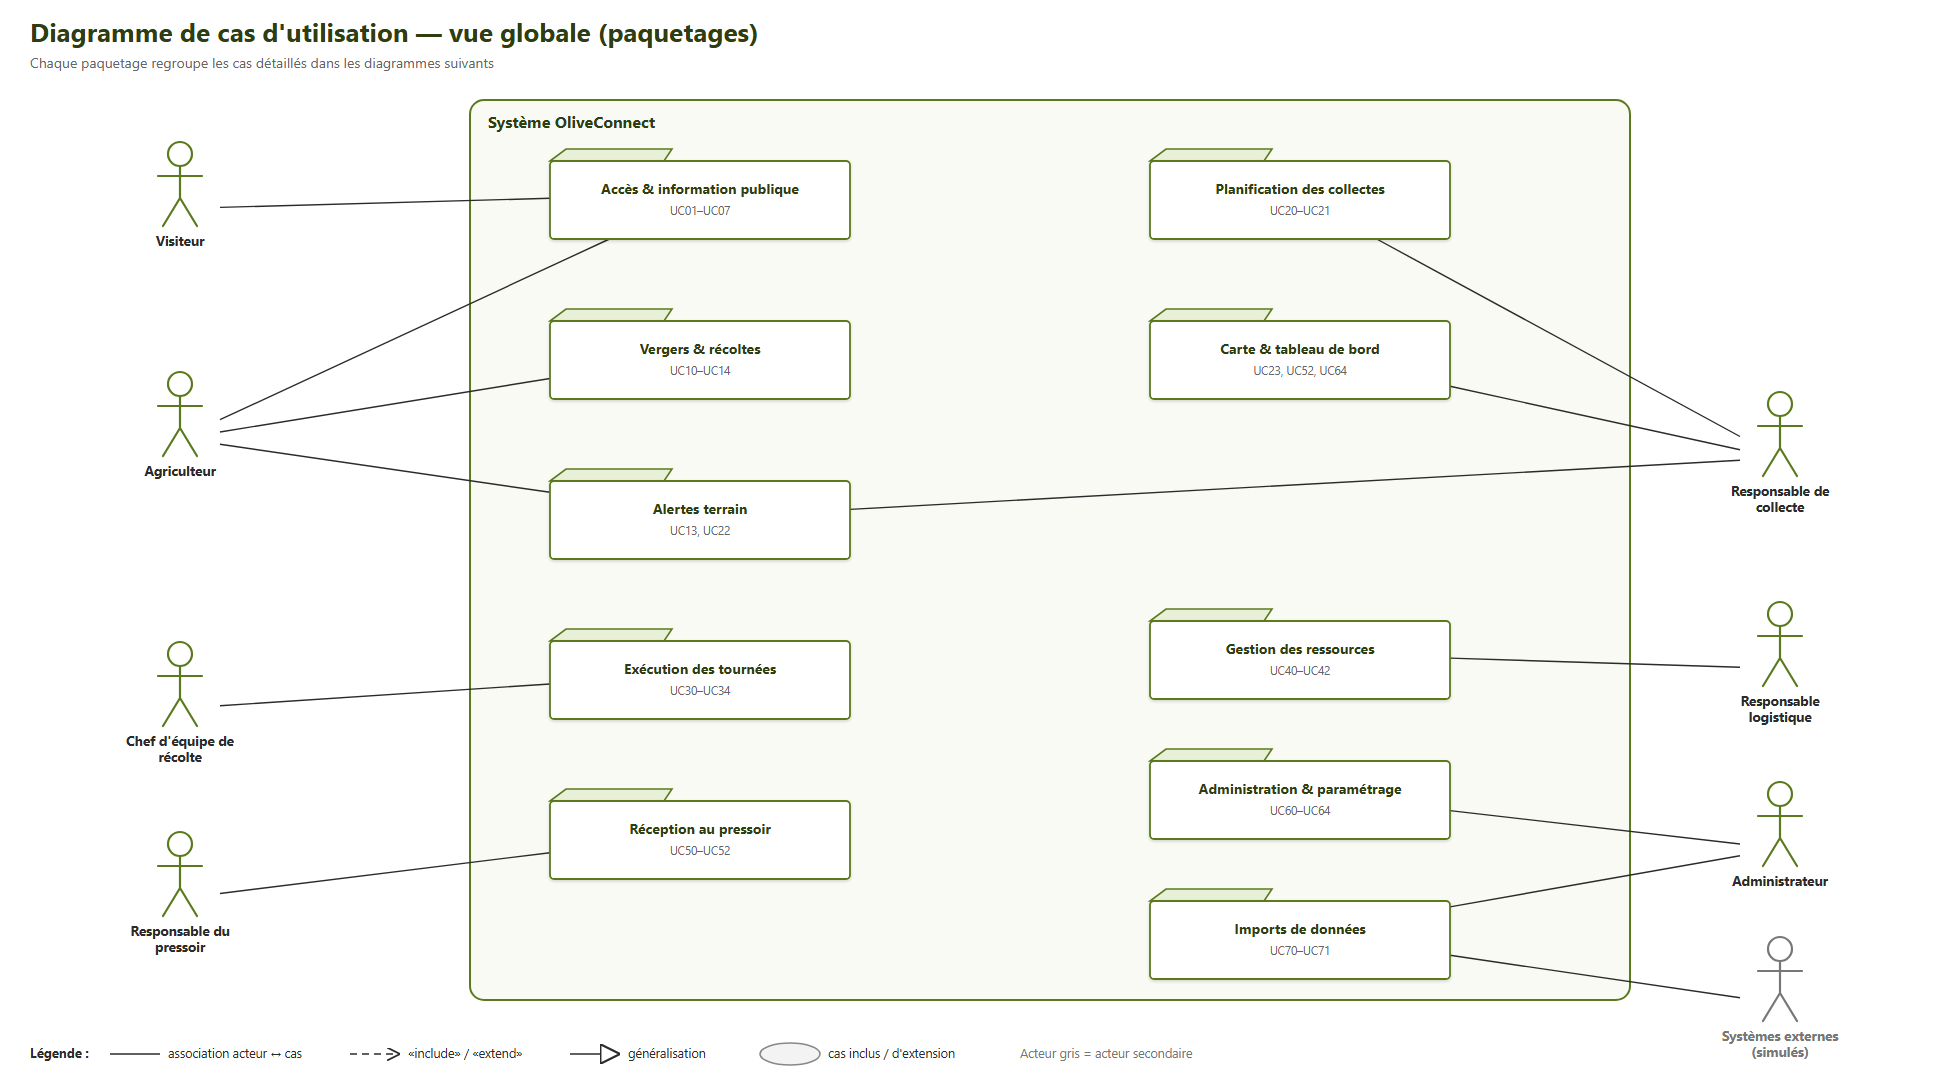 Diagramme de cas d'utilisation — vue globale (paquetages)
Chaque paquetage regroupe les cas détaillés dans les diagrammes suivants
Système OliveConnect
Visiteur
Agriculteur
Chef d'équipe de
récolte
Responsable du
pressoir
Accès & information publique
UC01–UC07
Vergers & récoltes
UC10–UC14
Alertes terrain
UC13, UC22
Exécution des tournées
UC30–UC34
Réception au pressoir
UC50–UC52
Planification des collectes
UC20–UC21
Carte & tableau de bord
UC23, UC52, UC64
Gestion des ressources
UC40–UC42
Administration & paramétrage
UC60–UC64
Imports de données
UC70–UC71
Responsable de
collecte
Responsable
logistique
Administrateur
Systèmes externes
(simulés)
Légende :
association acteur ↔ cas
«include» / «extend»
généralisation
cas inclus / d'extension
Acteur gris = acteur secondaire